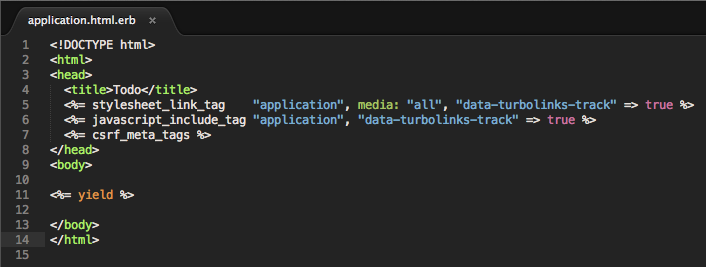 application.html.erb ×
1 <!DOCTYPE html>
2 <html>
3 <head>
4   <title>Todo</title>
5   <%= stylesheet_link_tag    "application", media: "all", "data-turbolinks-track" => true %>
6   <%= javascript_include_tag "application", "data-turbolinks-track" => true %>
7   <%= csrf_meta_tags %>
8 </head>
9 <body>
10
11 <%= yield %>
12
13 </body>
14 </html>
15